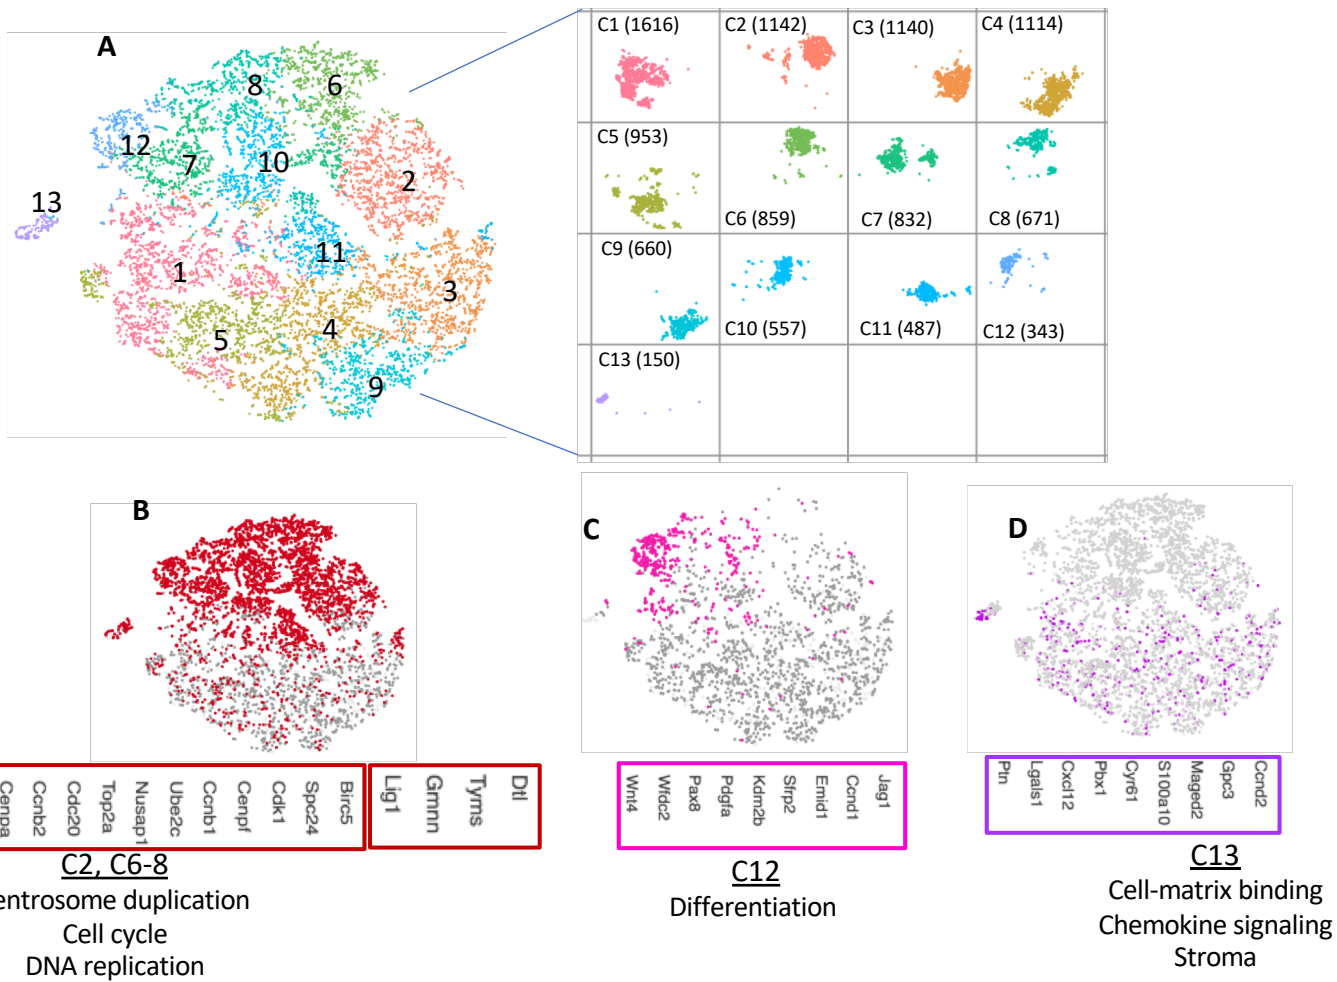 A
8
6
12
7
10
2
13
11
1
3
5
4
9
C1 (1616)
C2 (1142)
C3 (1140)
C4 (1114)
C5 (953)
C6 (859)
C7 (832)
C8 (671)
C9 (660)
C10 (557)
C11 (487)
C12 (343)
C13 (150)
B
Cenpa
Ccnb2
Cdc20
Top2a
Nusap1
Ube2c
Ccnb1
Cenpf
Cdk1
Spc24
Birc5
Lig1
Gmnn
Tyms
Dtl
C2, C6-8
entrosome duplication
Cell cycle
DNA replication
C
Wnt4
Wfdc2
Pax8
Pdgfa
Kdm2b
Sfrp2
Emid1
Ccnd1
Jag1
C12
Differentiation
D
Ptn
Lgals1
Cxcl12
Pbx1
Cyr61
S100a10
Maged2
Gpc3
Ccnd2
C13
Cell-matrix binding
Chemokine signaling
Stroma